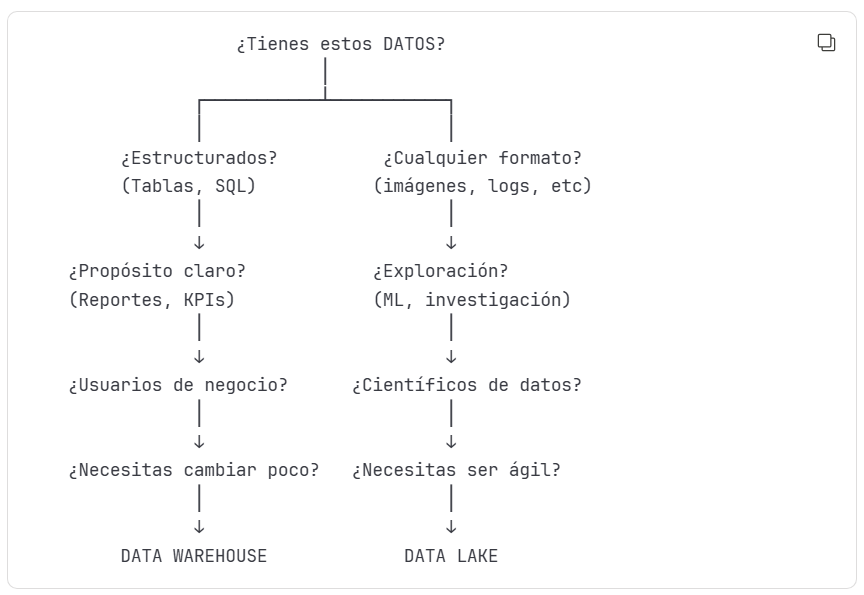 ¿Tienes estos DATOS?
¿Estructurados? ¿Cualquier formato?
(Tablas, SQL) (imágenes, logs, etc)
¿Propósito claro? ¿Exploración?
(Reportes, KPIs) (ML, investigación)
¿Usuarios de negocio? ¿Científicos de datos?
¿Necesitas cambiar poco? ¿Necesitas ser ágil?
DATA WAREHOUSE DATA LAKE